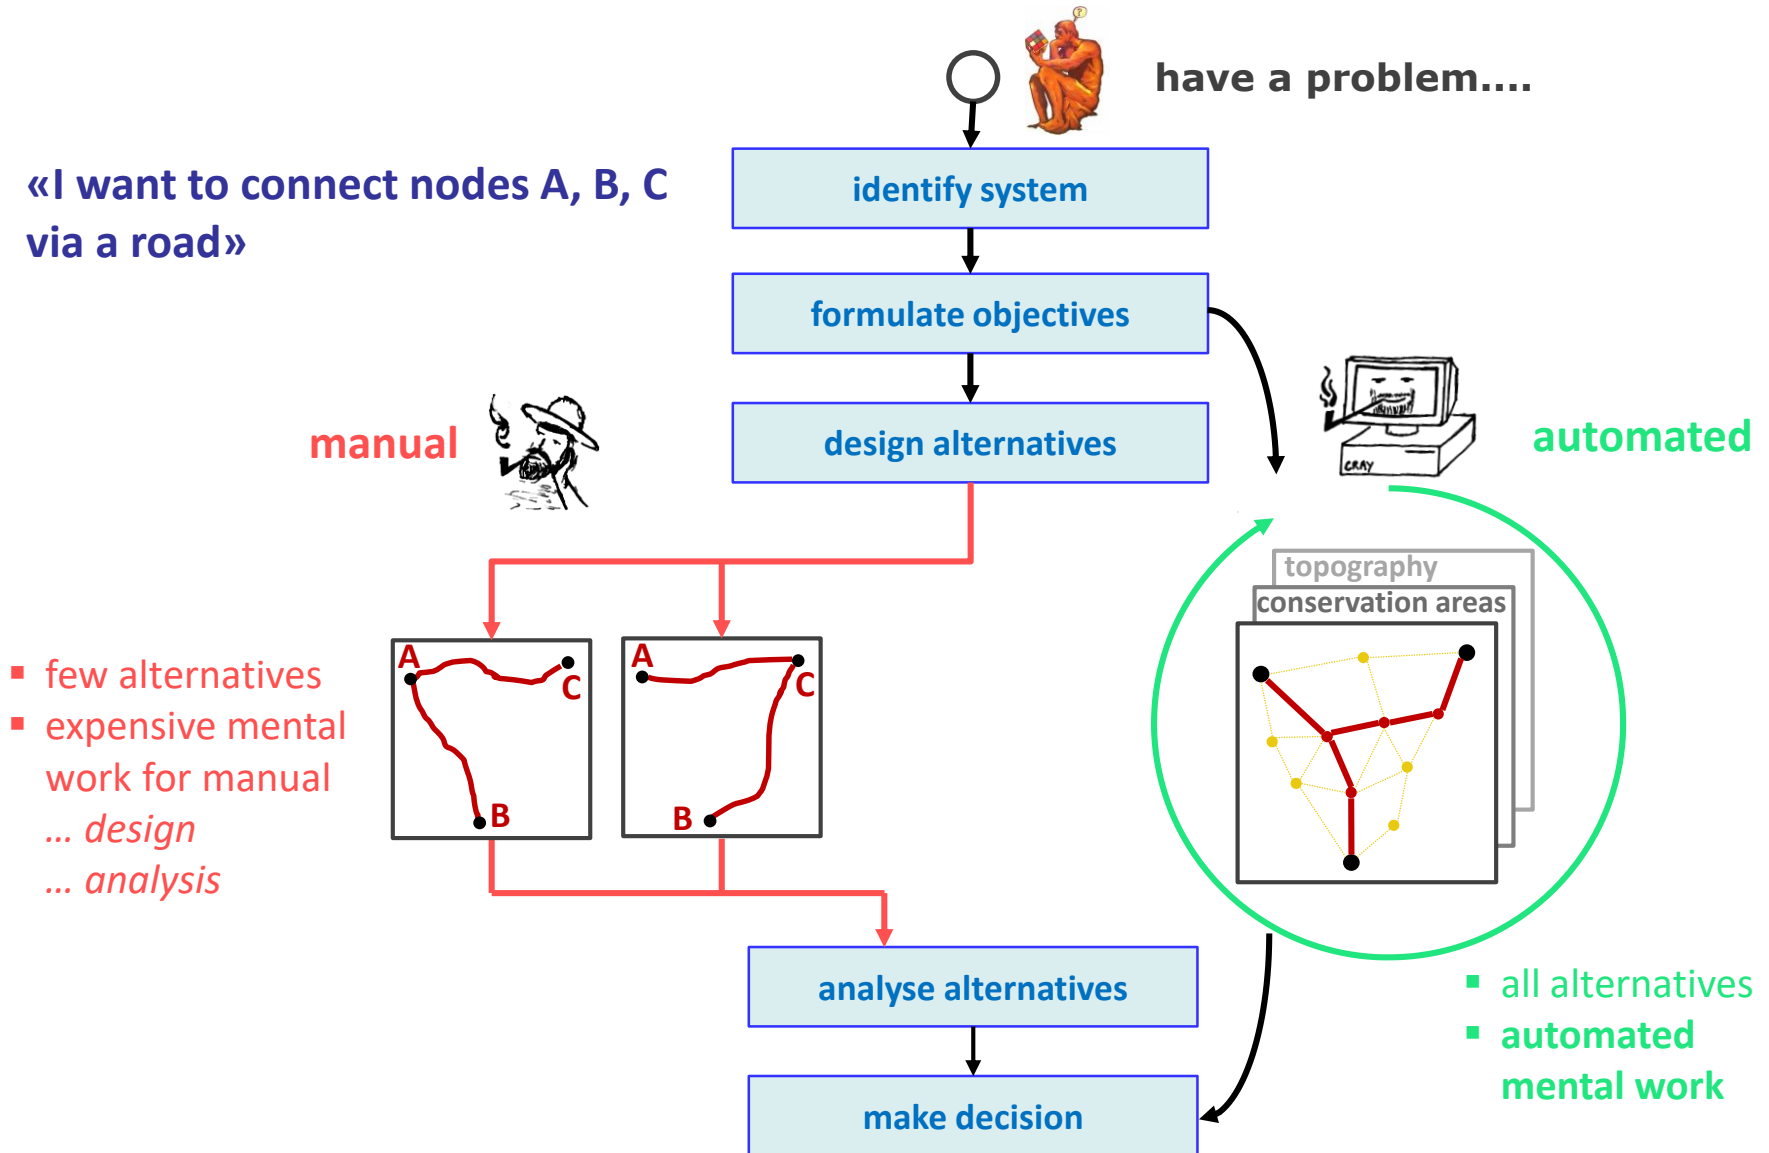 ?
have a problem....
«I want to connect nodes A, B, C
via a road»
identify system
formulate objectives
manual
design alternatives
CRAY
automated
topography
conservation areas
A
C
B
A
C
B
▪ few alternatives
▪ expensive mental
work for manual
... design
... analysis
analyse alternatives
make decision
▪ all alternatives
▪ automated
mental work